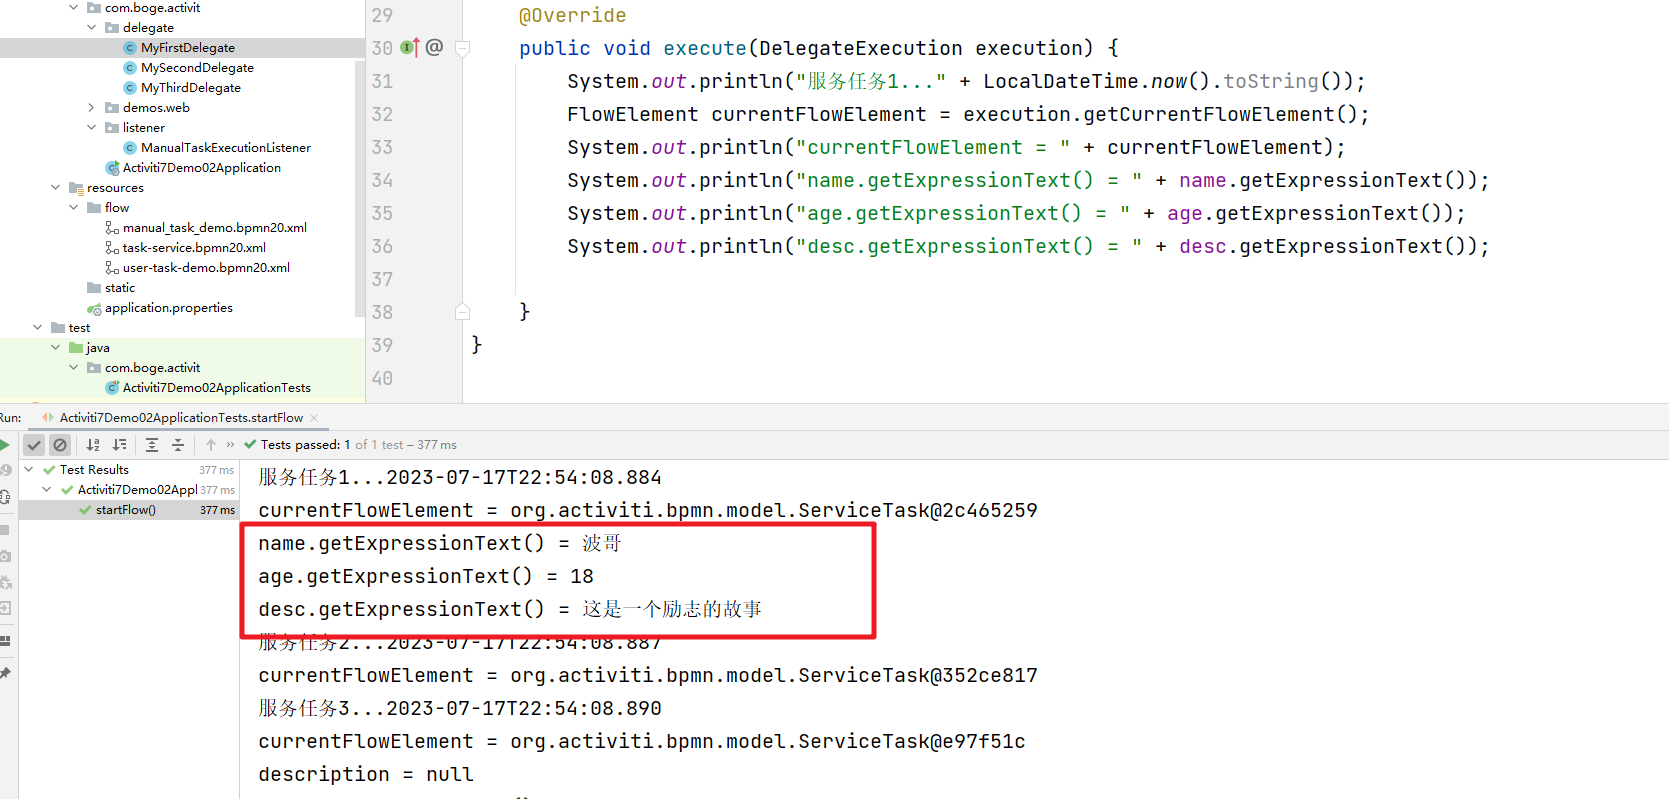 com.boge.activit
delegate
MyFirstDelegate
MySecondDelegate
MyThirdDelegate
demos.web
listener
ManualTaskExecutionListener
Activiti7Demo02Application
resources
flow
manual_task_demo.bpmn20.xml
task-service.bpmn20.xml
user-task-demo.bpmn20.xml
static
application.properties
test
java
com.boge.activit
Activiti7Demo02ApplicationTests
29 @Override
30 public void execute(DelegateExecution execution) {
31 System.out.println("服务任务1..." + LocalDateTime.now().toString());
32 FlowElement currentFlowElement = execution.getCurrentFlowElement();
33 System.out.println("currentFlowElement = " + currentFlowElement);
34 System.out.println("name.getExpressionText() = " + name.getExpressionText());
35 System.out.println("age.getExpressionText() = " + age.getExpressionText());
36 System.out.println("desc.getExpressionText() = " + desc.getExpressionText());
37
38 }
39 }
40
Run: Activiti7Demo02ApplicationTests.startFlow
Tests passed: 1 of 1 test – 377 ms
Test Results 377 ms
Activiti7Demo02Appl 377 ms
startFlow() 377 ms
服务任务1...2023-07-17T22:54:08.884
currentFlowElement = org.activiti.bpmn.model.ServiceTask@2c465259
name.getExpressionText() = 波哥
age.getExpressionText() = 18
desc.getExpressionText() = 这是一个励志的故事
服务任务2...2023-07-17T22:54:08.887
currentFlowElement = org.activiti.bpmn.model.ServiceTask@352ce817
服务任务3...2023-07-17T22:54:08.890
currentFlowElement = org.activiti.bpmn.model.ServiceTask@e97f51c
description = null